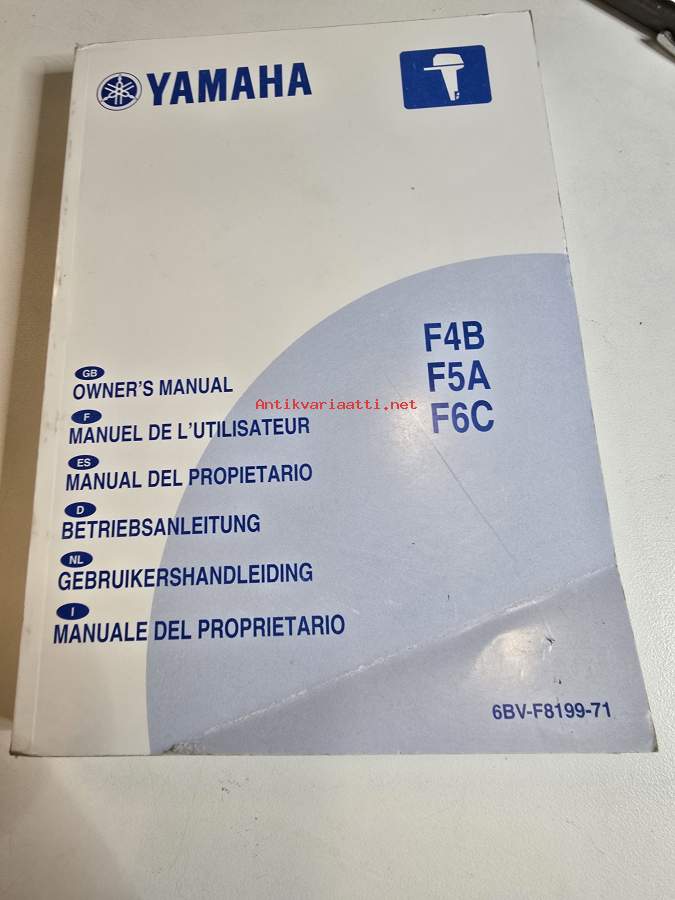 YAMAHA
F4B
F5A
F6C
GB
OWNER'S MANUAL
F
MANUEL DE L'UTILISATEUR
ES
MANUAL DEL PROPIETARIO
D
BETRIEBSANLEITUNG
NL
GEBRUIKERSHANDLEIDING
I
MANUALE DEL PROPRIETARIO
6BV-F8199-71
Antikvariaatti.net